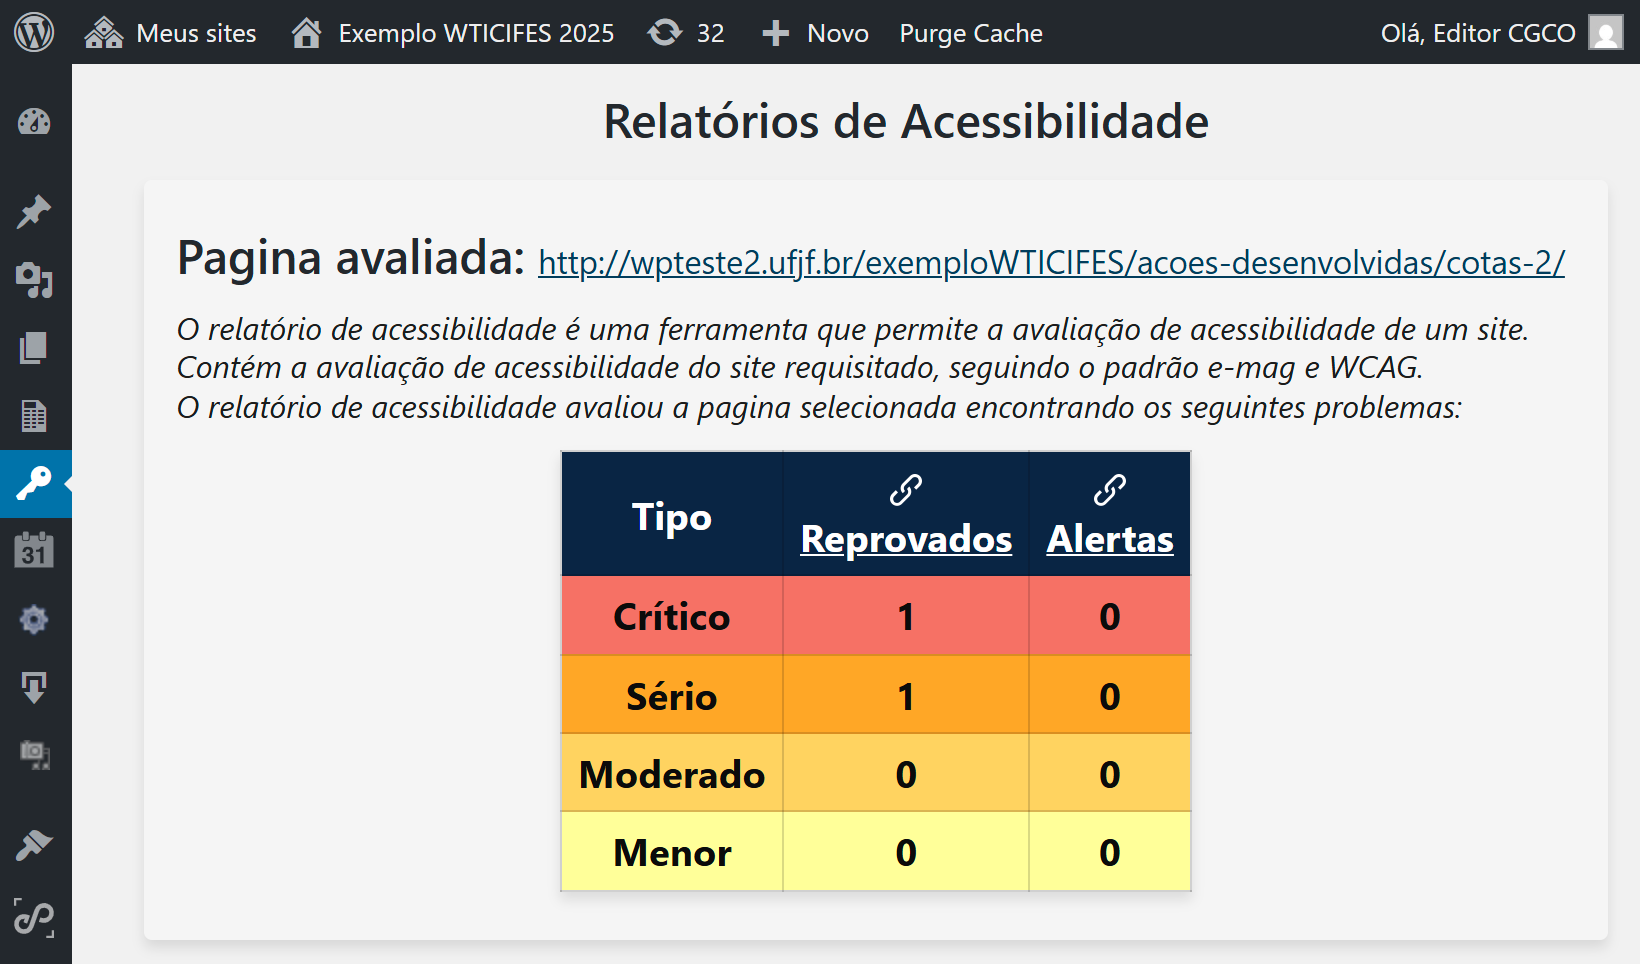 Meus sites Exemplo WTICIFES 2025 32 Novo Purge Cache Olá, Editor CGCO
Relatórios de Acessibilidade
Pagina avaliada: http://wpteste2.ufjf.br/exemploWTICIFES/acoes-desenvolvidas/cotas-2/
O relatório de acessibilidade é uma ferramenta que permite a avaliação de acessibilidade de um site.
Contém a avaliação de acessibilidade do site requisitado, seguindo o padrão e-mag e WCAG.
O relatório de acessibilidade avaliou a pagina selecionada encontrando os seguintes problemas:
Tipo Reprovados Alertas
Crítico 1 0
Sério 1 0
Moderado 0 0
Menor 0 0
31